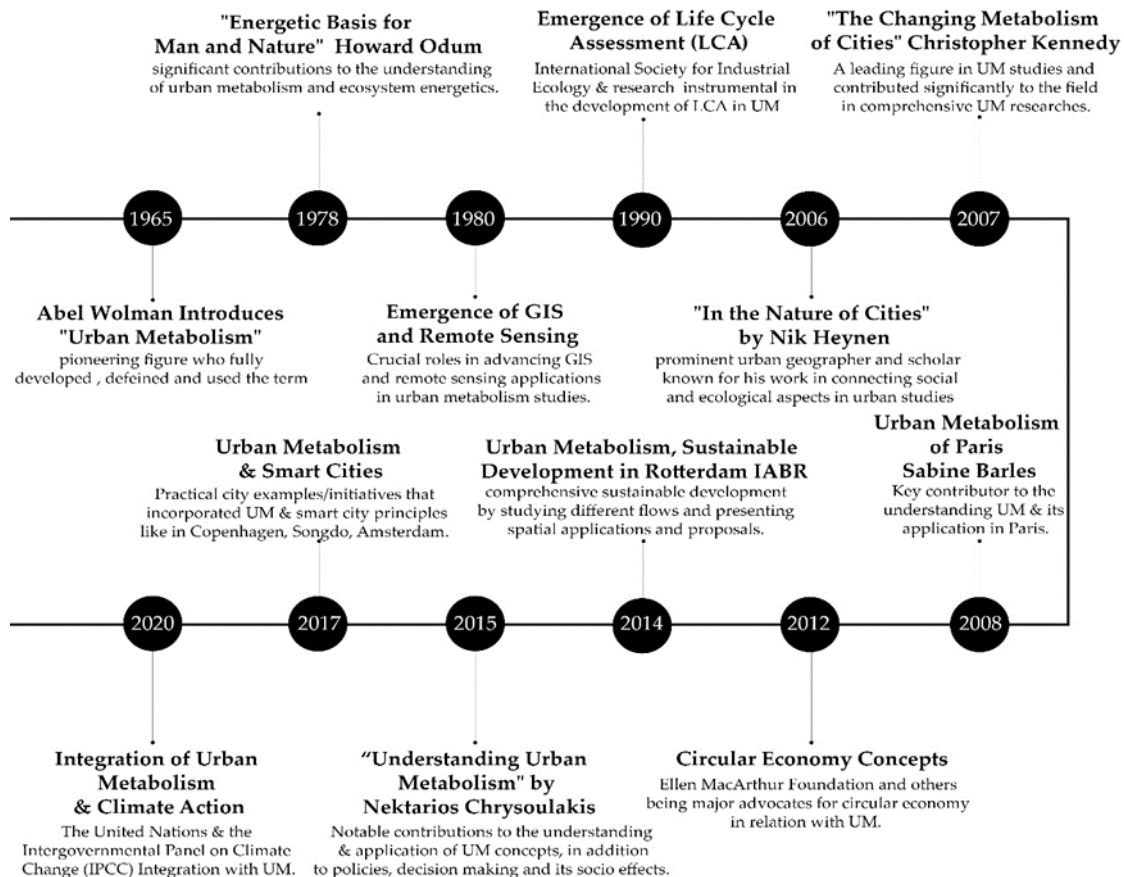 "Energetic Basis for
Man and Nature" Howard Odum
significant contributions to the understanding
of urban metabolism and ecosystem energetics.
Emergence of Life Cycle
Assessment (LCA)
International Society for Industrial
Ecology & research instrumental in
the development of LCA in UM
"The Changing Metabolism
of Cities" Christopher Kennedy
A leading figure in UM studies and
contributed significantly to the field
in comprehensive UM researches.
1965
1978
1980
1990
2006
2007
Abel Wolman Introduces
"Urban Metabolism"
pioneering figure who fully
developed , defeined and used the term
Emergence of GIS
and Remote Sensing
Crucial roles in advancing GIS
and remote sensing applications
in urban metabolism studies.
"In the Nature of Cities"
by Nik Heynen
prominent urban geographer and scholar
known for his work in connecting social
and ecological aspects in urban studies
Urban Metabolism
& Smart Cities
Practical city examples/initiatives that
incorporated UM & smart city principles
like in Copenhagen, Songdo, Amsterdam.
Urban Metabolism, Sustainable
Development in Rotterdam IABR
comprehensive sustainable development
by studying different flows and presenting
spatial applications and proposals.
Urban Metabolism
of Paris
Sabine Barles
Key contributor to the
understanding UM & its
application in Paris.
2020
2017
2015
2014
2012
2008
Integration of Urban
Metabolism
& Climate Action
The United Nations & the
Intergovernmental Panel on Climate
Change (IPCC) Integration with UM.
“Understanding Urban
Metabolism" by
Nektarios Chrysoulakis
Notable contributions to the understanding
& application of UM concepts, in addition
to policies, decision making and its socio effects.
Circular Economy Concepts
Ellen MacArthur Foundation and others
being major advocates for circular economy
in relation with UM.